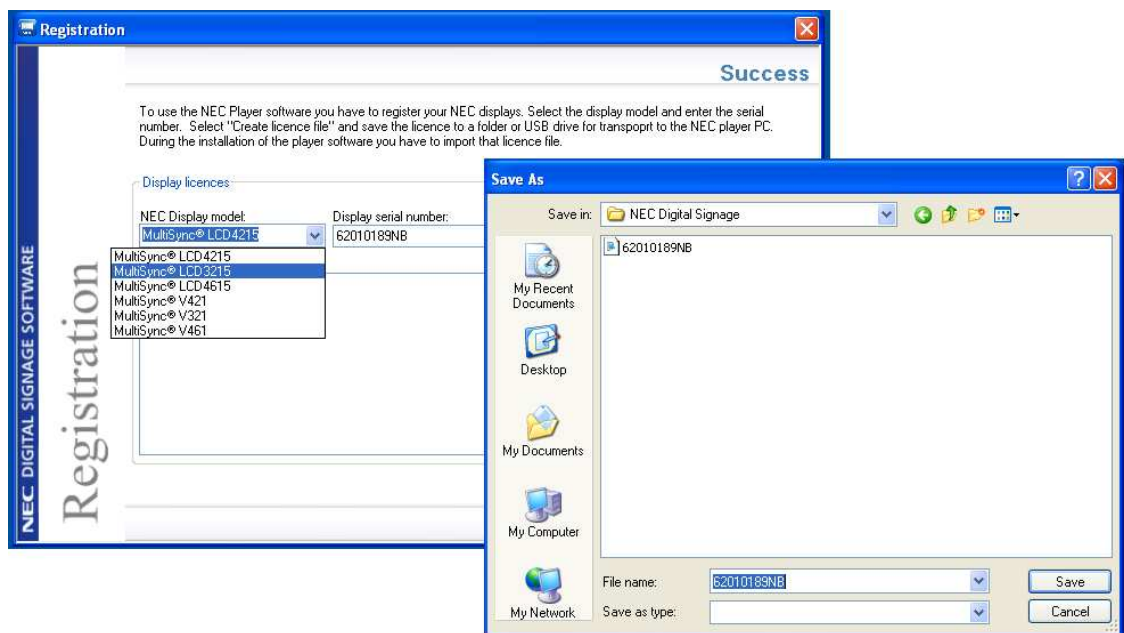 Registration
Success
To use the NEC Player software you have to register your NEC displays. Select the display model and enter the serial
number. Select "Create licence file" and save the licence to a folder or USB drive for transpoprt to the NEC player PC.
During the installation of the player software you have to import that licence file.
Display licences
NEC Display model:
Display serial number:
MultiSync® LCD4215
62010189NB
MultiSync® LCD4215
MultiSync® LCD3215
MultiSync® LCD4615
MultiSync® V421
MultiSync® V321
MultiSync® V461
NEC DIGITAL SIGNAGE SOFTWARE
Registration
Save As
Save in:
NEC Digital Signage
62010189NB
My Recent
Documents
Desktop
My Documents
My Computer
My Network
File name:
62010189NB
Save
Save as type:
Cancel